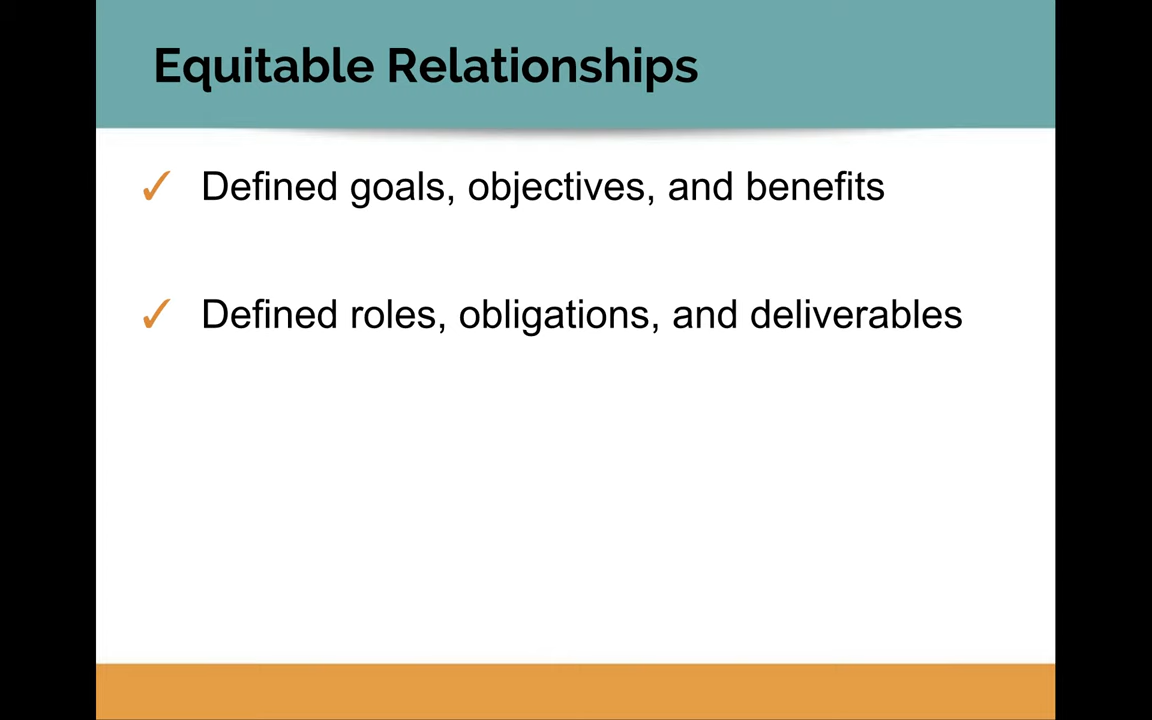 Equitable Relationships
✓ Defined goals, objectives, and benefits
✓ Defined roles, obligations, and deliverables